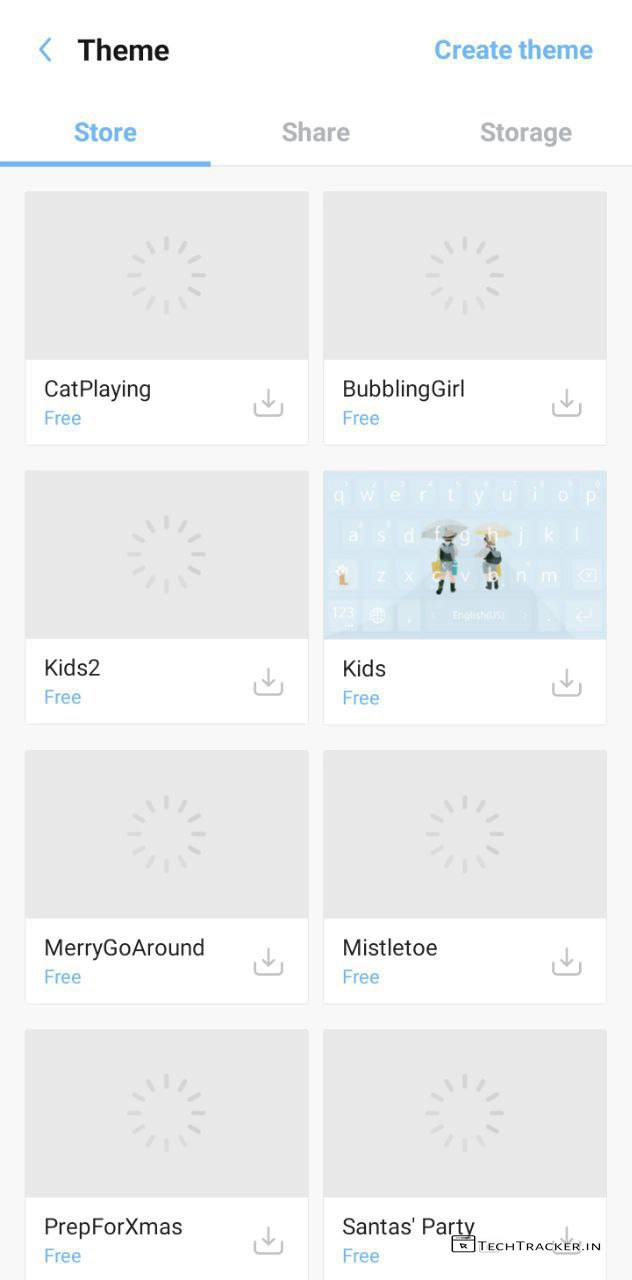 Theme
Create theme
Store
Share
Storage
CatPlaying
Free
BubblingGirl
Free
q w e r t y u i o p
a s d f g h j k l
z x c v b n m
123
English(US)
Kids2
Free
Kids
Free
MerryGoAround
Free
Mistletoe
Free
PrepForXmas
Free
Santas' Party
Free
TECHTRACKER.IN